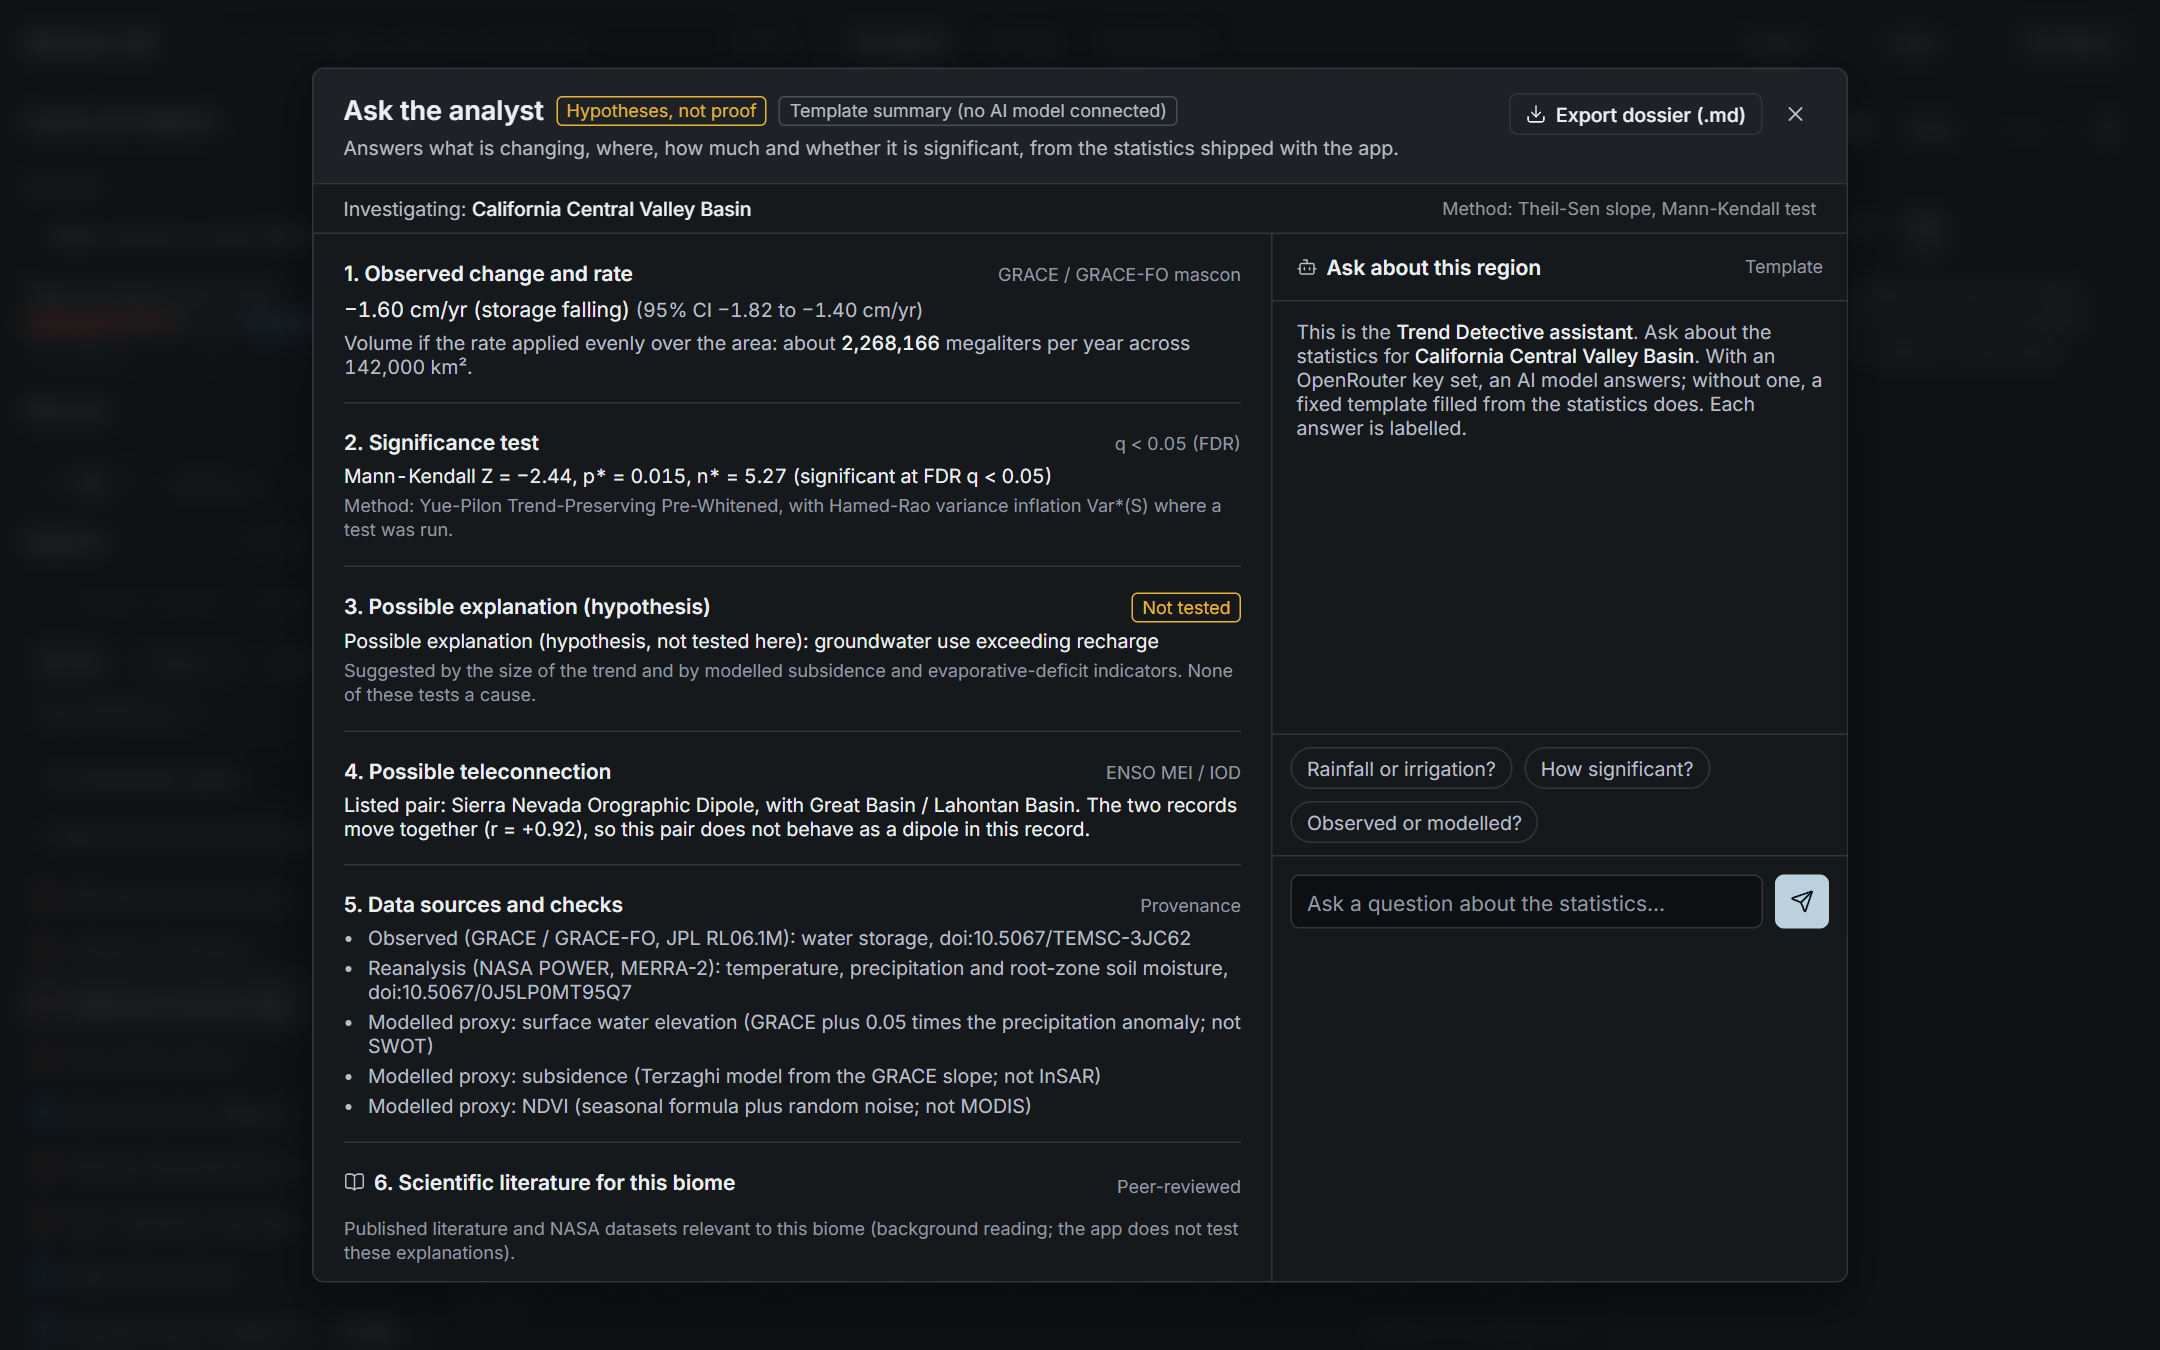 Ask the analyst
Hypotheses, not proof
Template summary (no AI model connected)
Export dossier (.md)
Answers what is changing, where, how much and whether it is significant, from the statistics shipped with the app.
Investigating: California Central Valley Basin
Method: Theil-Sen slope, Mann-Kendall test
1. Observed change and rate
GRACE / GRACE-FO mascon
−1.60 cm/yr (storage falling) (95% CI −1.82 to −1.40 cm/yr)
Volume if the rate applied evenly over the area: about 2,268,166 megaliters per year across
142,000 km².
2. Significance test
q < 0.05 (FDR)
Mann-Kendall Z = −2.44, p* = 0.015, n* = 5.27 (significant at FDR q < 0.05)
Method: Yue-Pilon Trend-Preserving Pre-Whitened, with Hamed-Rao variance inflation Var*(S) where a
test was run.
3. Possible explanation (hypothesis)
Not tested
Possible explanation (hypothesis, not tested here): groundwater use exceeding recharge
Suggested by the size of the trend and by modelled subsidence and evaporative-deficit indicators. None
of these tests a cause.
4. Possible teleconnection
ENSO MEI / IOD
Listed pair: Sierra Nevada Orographic Dipole, with Great Basin / Lahontan Basin. The two records
move together (r = +0.92), so this pair does not behave as a dipole in this record.
5. Data sources and checks
Provenance
• Observed (GRACE / GRACE-FO, JPL RL06.1M): water storage, doi:10.5067/TEMSC-3JC62
• Reanalysis (NASA POWER, MERRA-2): temperature, precipitation and root-zone soil moisture,
doi:10.5067/0J5LP0MT95Q7
• Modelled proxy: surface water elevation (GRACE plus 0.05 times the precipitation anomaly; not
SWOT)
• Modelled proxy: subsidence (Terzaghi model from the GRACE slope; not InSAR)
• Modelled proxy: NDVI (seasonal formula plus random noise; not MODIS)
6. Scientific literature for this biome
Peer-reviewed
Published literature and NASA datasets relevant to this biome (background reading; the app does not test
these explanations).
Ask about this region
Template
This is the Trend Detective assistant. Ask about the
statistics for California Central Valley Basin. With an
OpenRouter key set, an AI model answers; without one, a
fixed template filled from the statistics does. Each
answer is labelled.
Rainfall or irrigation?
How significant?
Observed or modelled?
Ask a question about the statistics...